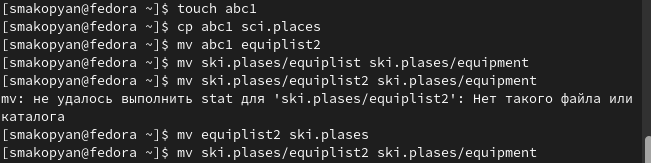 [smakopyan@fedora ~]$ touch abc1
[smakopyan@fedora ~]$ cp abc1 sci.places
[smakopyan@fedora ~]$ mv abc1 equiplist2
[smakopyan@fedora ~]$ mv ski.plases/equiplist ski.plases/equipment
[smakopyan@fedora ~]$ mv ski.plases/equiplist2 ski.plases/equipment
mv: не удалось выполнить stat для 'ski.plases/equiplist2': Нет такого файла или
каталога
[smakopyan@fedora ~]$ mv equiplist2 ski.plases
[smakopyan@fedora ~]$ mv ski.plases/equiplist2 ski.plases/equipment